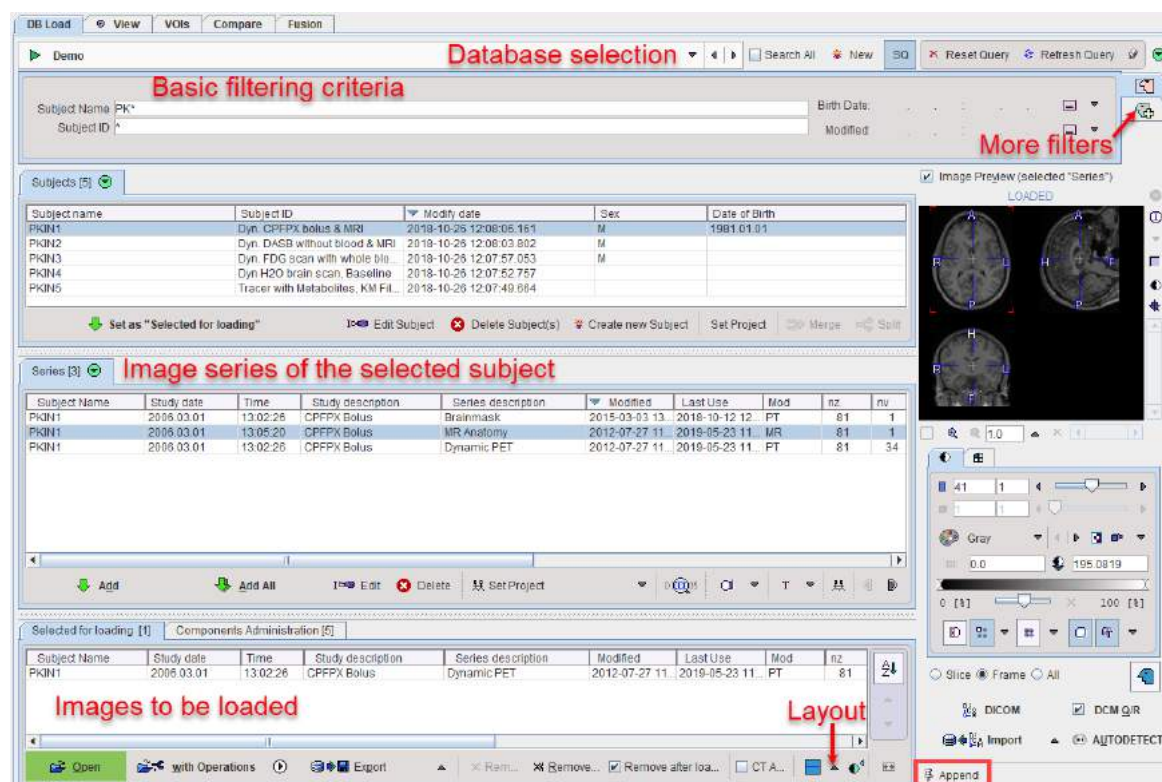 DB Load View VOIs Compare Fusion
Demo Database selection Search All New SQ Reset Query Refresh Query
Basic filtering criteria
Subject Name PK* Birth Date:
Subject ID * Modified
More filters
Subjects [5] Image Preview (selected "Series")
LOADED
Subject name Subject ID Modify date Sex Date of Birth
PKIN1 Dyn. CPFPX bolus & MRI 2018-10-26 12:08:06.161 M 1981.01.01
PKIN2 Dyn. DASB without blood & MRI 2018-10-26 12:08:03.802 M
PKIN3 Dyn. FDG scan with whole blo... 2018-10-26 12:07:57.053 M
PKIN4 Dyn H2O brain scan, Baseline 2018-10-26 12:07:52.757
PKIN5 Tracer with Metabolites, KM Fil... 2018-10-26 12:07:49.664
A A
R L H F
P P
H
R L
F
Set as "Selected for loading" Edit Subject Delete Subject(s) Create new Subject Set Project Merge Split
Series [3] Image series of the selected subject
Subject Name Study date Time Study description Series description Modified Last Use Mod nz nv
PKIN1 2006.03.01 13:02:26 CPFPX Bolus Brainmask 2015-03-03 13... 2018-10-12 12... PT 81 1
PKIN1 2006.03.01 13:05:20 CPFPX Bolus MR Anatomy 2012-07-27 11... 2019-05-23 11... MR 81 1
PKIN1 2006.03.01 13:02:26 CPFPX Bolus Dynamic PET 2012-07-27 11... 2019-05-23 11... PT 81 34
1.0
41 1
1 1
Gray
0.0 195.0819
0 [%] 100 [%]
Add Add All Edit Delete Set Project T
Selected for loading [1] Components Administration [5]
Subject Name Study date Time Study description Series description Modified Last Use Mod nz
PKIN1 2006.03.01 13:02:26 CPFPX Bolus Dynamic PET 2012-07-27 11... 2019-05-23 11... PT 81
Images to be loaded Layout
Slice Frame All
DICOM DCM Q/R
Import AUTODETECT
Open with Operations Export Rem... Remove... Remove after loa... CT A...
Append